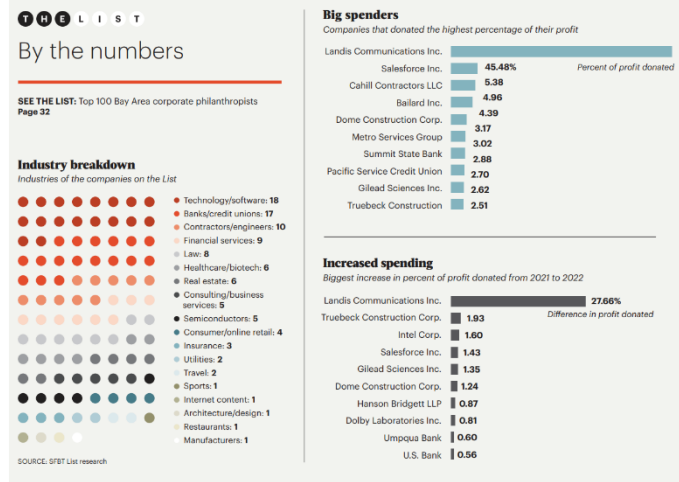 THE LIST
By the numbers
SEE THE LIST: Top 100 Bay Area corporate philanthropists
Page 32
Industry breakdown
Industries of the companies on the List
Technology/software: 18
Banks/credit unions: 17
Contractors/engineers: 10
Financial services: 9
Law: 8
Healthcare/biotech: 6
Real estate: 6
Consulting/business
services: 5
Semiconductors: 5
Consumer/online retail: 4
Insurance: 3
Utilities: 2
Travel: 2
Sports: 1
Internet content: 1
Architecture/design: 1
Restaurants: 1
Manufacturers: 1
SOURCE: SFBT List research
Big spenders
Companies that donated the highest percentage of their profit
Landis Communications Inc.
Salesforce Inc. 45.48% Percent of profit donated
Cahill Contractors LLC 5.38
Bailard Inc. 4.96
Dome Construction Corp. 4.39
Metro Services Group 3.17
Summit State Bank 3.02
Pacific Service Credit Union 2.88
Gilead Sciences Inc. 2.70
Truebeck Construction 2.62
2.51
Increased spending
Biggest increase in percent of profit donated from 2021 to 2022
Landis Communications Inc. 27.66%
Difference in profit donated
Truebeck Construction Corp. 1.93
Intel Corp. 1.60
Salesforce Inc. 1.43
Gilead Sciences Inc. 1.35
Dome Construction Corp. 1.24
Hanson Bridgett LLP 0.87
Dolby Laboratories Inc. 0.81
Umpqua Bank 0.60
U.S. Bank 0.56